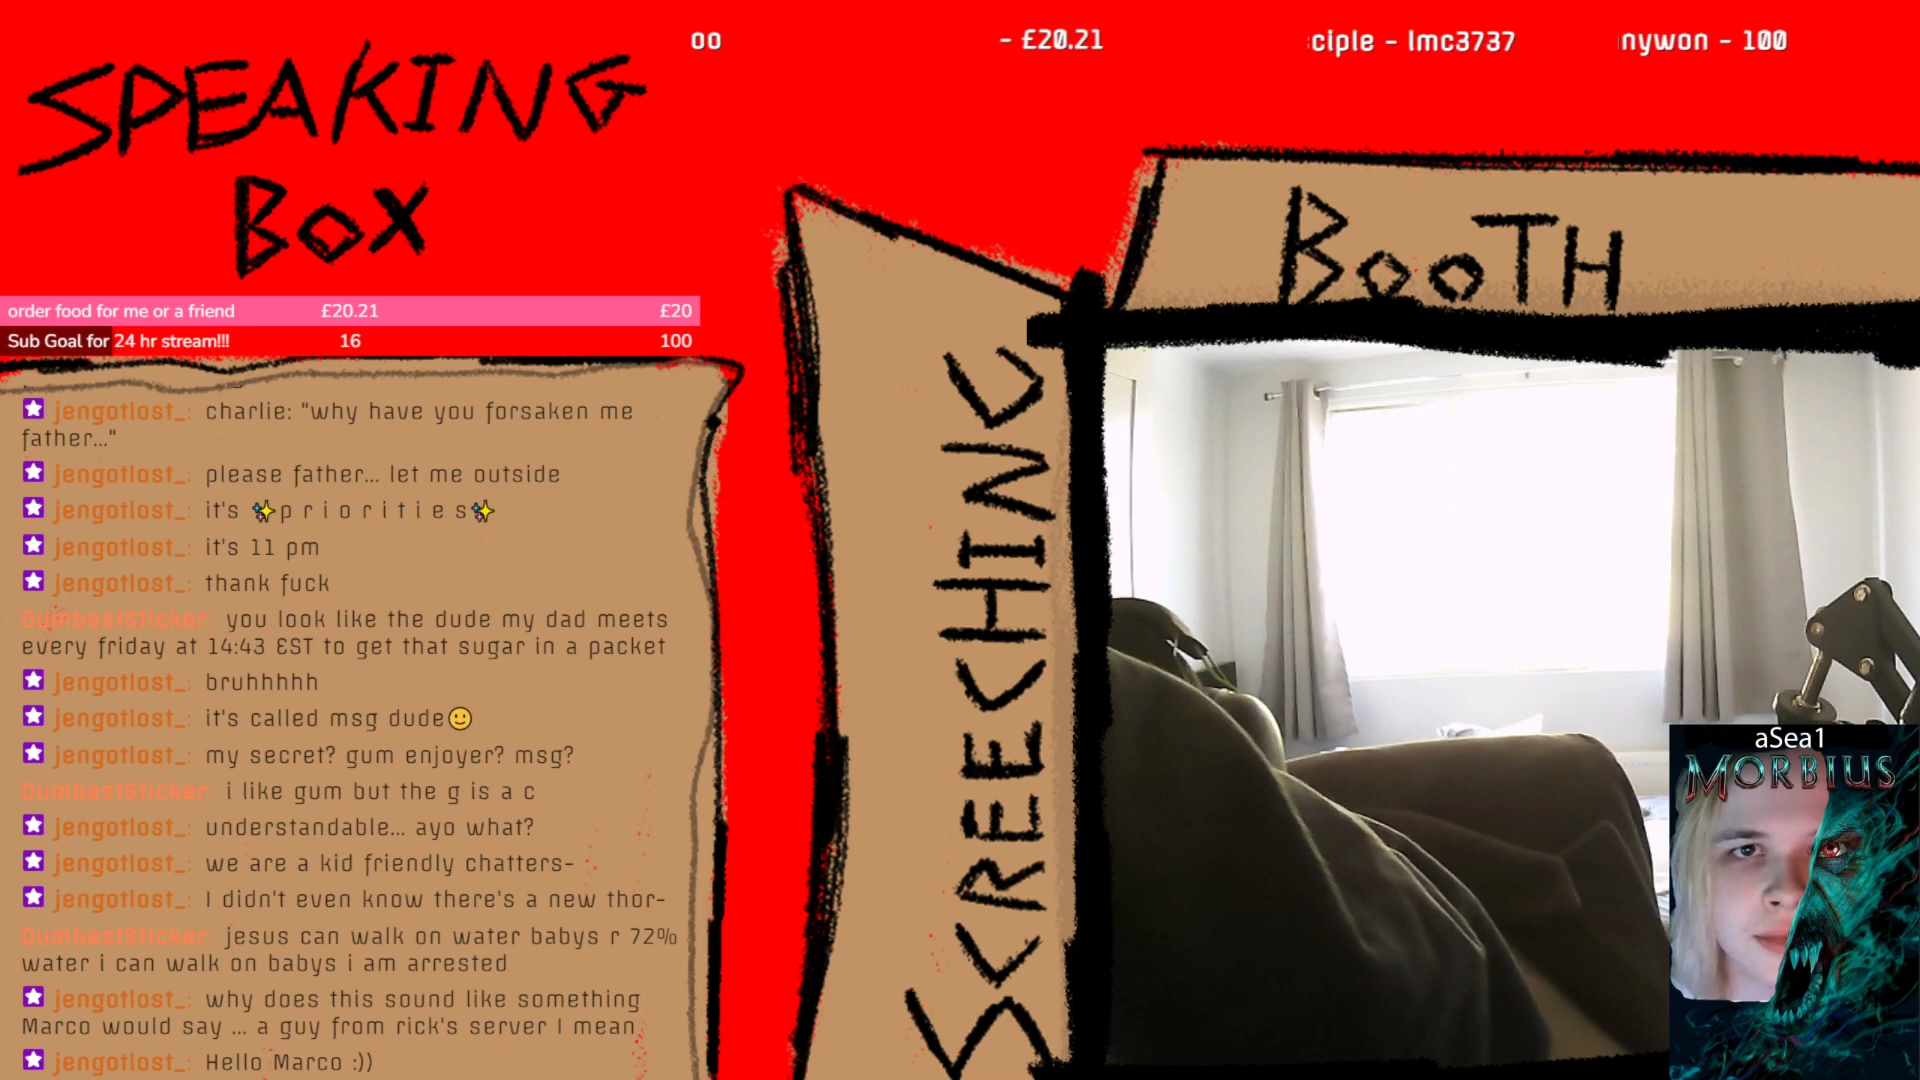 oo
- £20.21
ciple - lmc3737
nywon - 100
SPEAKING
BOX
BOOTH
order food for me or a friend £20.21 £20
Sub Goal for 24 hr stream!!! 16 100
SCREECHING
jengotlost_: charlie: "why have you forsaken me
father..."
jengotlost_: please father... let me outside
jengotlost_: it's ✨p r i o r i t i e s✨
jengotlost_: it's 11 pm
jengotlost_: thank fuck
DumbestSticker: you look like the dude my dad meets
every friday at 14:43 EST to get that sugar in a packet
jengotlost_: bruhhhhh
jengotlost_: it's called msg dude🙂
jengotlost_: my secret? gum enjoyer? msg?
DumbestSticker: i like gum but the g is a c
jengotlost_: understandable... ayo what?
jengotlost_: we are a kid friendly chatters-
jengotlost_: I didn't even know there's a new thor-
DumbestSticker: jesus can walk on water babys r 72%
water i can walk on babys i am arrested
jengotlost_: why does this sound like something
Marco would say ... a guy from rick's server I mean
jengotlost_: Hello Marco :))
aSea1
MORBIUS